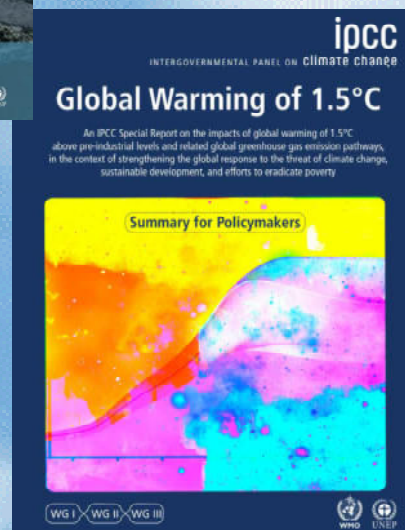 ipcc
INTERGOVERNMENTAL PANEL ON climate change
Global Warming of 1.5°C
An IPCC Special Report on the impacts of global warming of 1.5°C
above pre-industrial levels and related global greenhouse gas emission pathways,
in the context of strengthening the global response to the threat of climate change,
sustainable development, and efforts to eradicate poverty
Summary for Policymakers
WG I WG II WG III
WMO UNEP